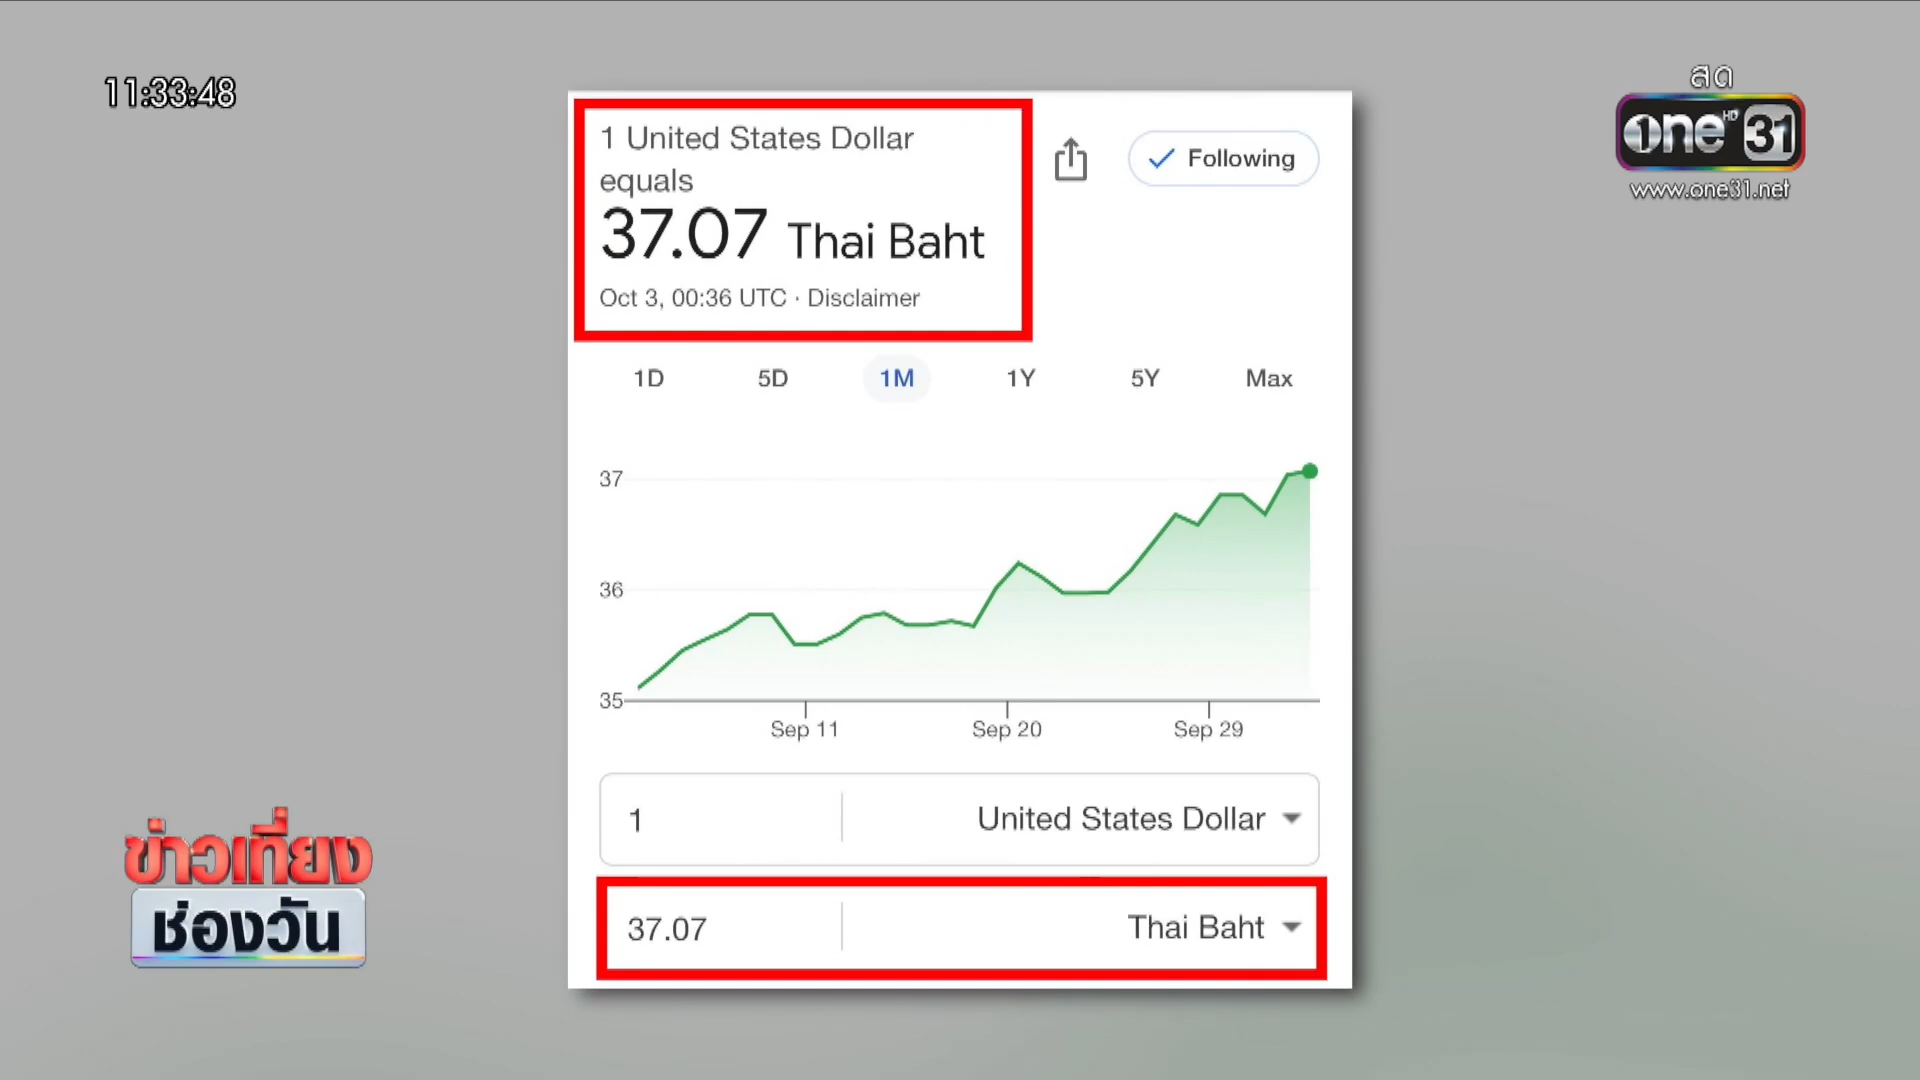 11:33:48
สด
one HD 31
www.one31.net
1 United States Dollar
equals
37.07 Thai Baht
Oct 3, 00:36 UTC · Disclaimer
Following
1D 5D 1M 1Y 5Y Max
37
36
35
Sep 11 Sep 20 Sep 29
1 United States Dollar
37.07 Thai Baht
ข่าวเที่ยง
ช่องวัน